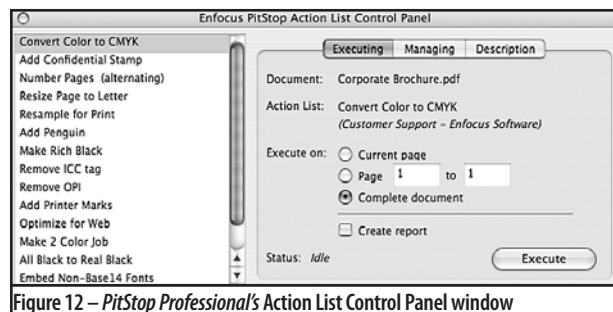 Enfocus PitStop Action List Control Panel
Convert Color to CMYK
Add Confidential Stamp
Number Pages (alternating)
Resize Page to Letter
Resample for Print
Add Penguin
Make Rich Black
Remove ICC tag
Remove OPI
Add Printer Marks
Optimize for Web
Make 2 Color Job
All Black to Real Black
Embed Non-Base14 Fonts
Executing Managing Description
Document: Corporate Brochure.pdf
Action List: Convert Color to CMYK
(Customer Support – Enfocus Software)
Execute on: Current page
Page 1 to 1
Complete document
Create report
Status: Idle Execute
Figure 12 – PitStop Professional's Action List Control Panel window